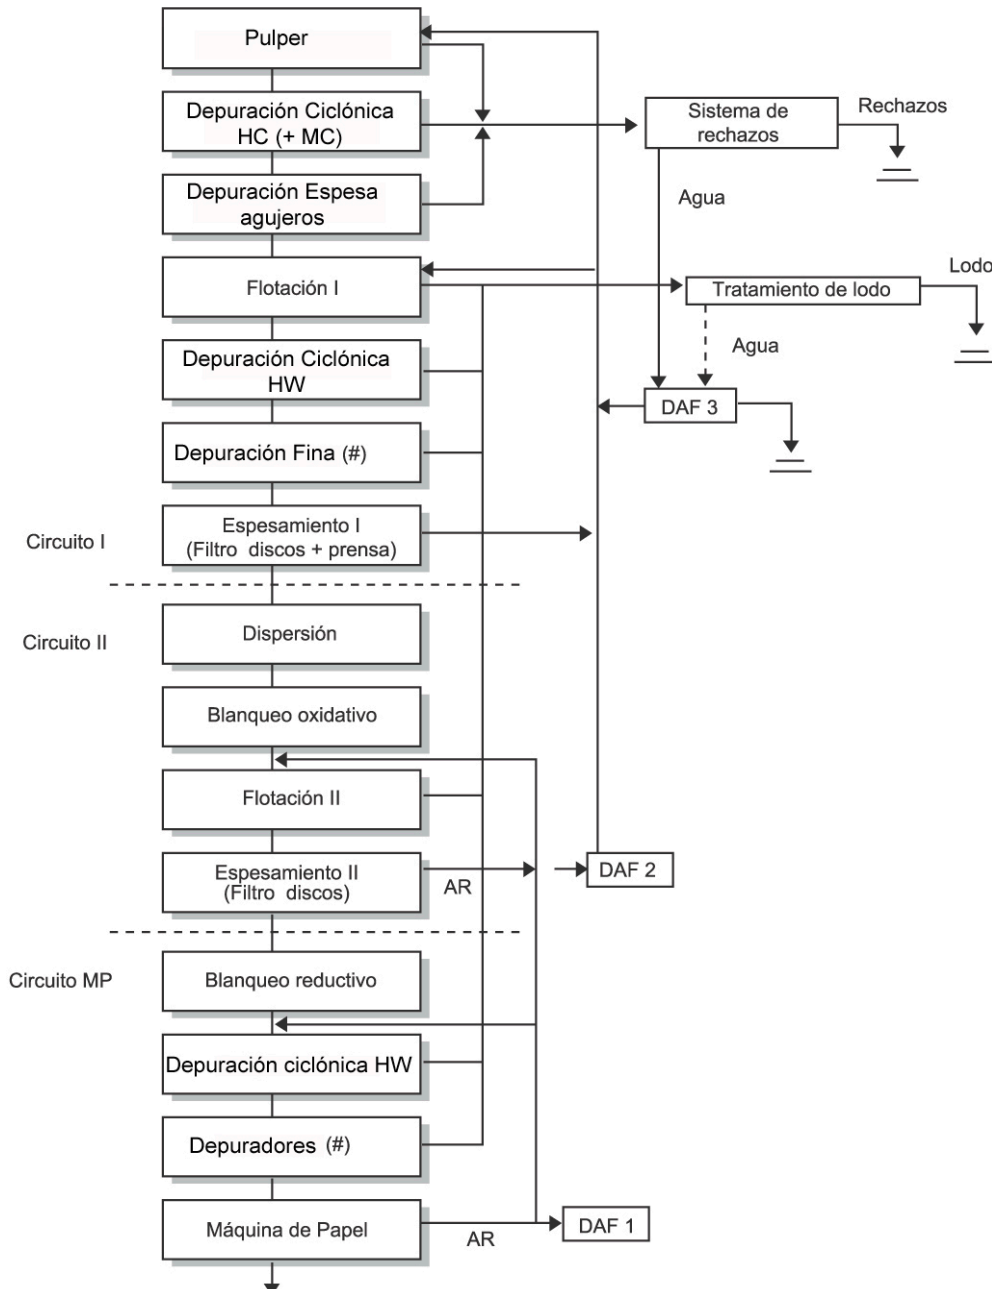 Pulper
Depuración Ciclónica
HC (+ MC)
Sistema de
rechazos
Rechazos
Depuración Espesa
agujeros
Agua
Flotación I
Tratamiento de lodo
Lodo
Depuración Ciclónica
HW
Agua
DAF 3
Depuración Fina (#)
Circuito I
Espesamiento I
(Filtro discos + prensa)
Circuito II
Dispersión
Blanqueo oxidativo
Flotación II
Espesamiento II
(Filtro discos)
AR
DAF 2
Circuito MP
Blanqueo reductivo
Depuración ciclónica HW
Depuradores (#)
Máquina de Papel
AR
DAF 1